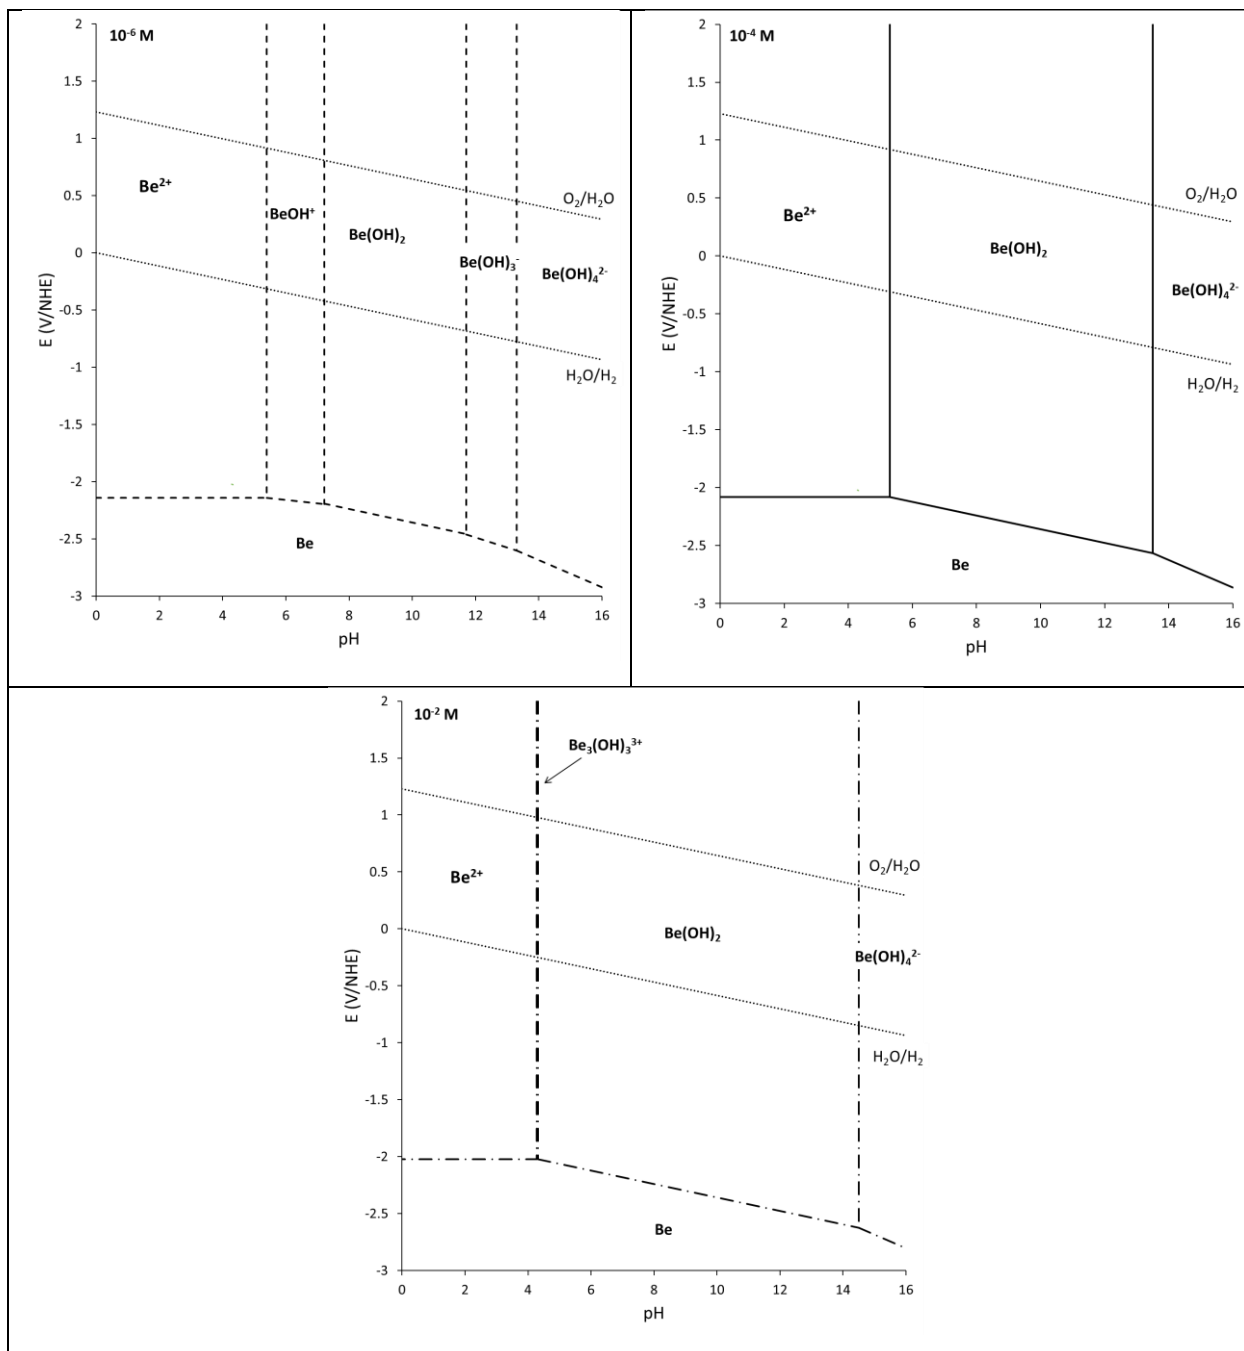 10⁻⁶ M
2
1.5
1
0.5
0
-0.5
-1
-1.5
-2
-2.5
-3
E (V/NHE)
Be²⁺
BeOH⁺
Be(OH)₂
Be(OH)₃⁻
Be(OH)₄²⁻
O₂/H₂O
H₂O/H₂
Be
0 2 4 6 8 10 12 14 16
pH
10⁻⁴ M
2
1.5
1
0.5
0
-0.5
-1
-1.5
-2
-2.5
-3
E (V/NHE)
Be²⁺
Be(OH)₂
Be(OH)₄²⁻
O₂/H₂O
H₂O/H₂
Be
0 2 4 6 8 10 12 14 16
pH
10⁻² M
2
1.5
1
0.5
0
-0.5
-1
-1.5
-2
-2.5
-3
E (V/NHE)
Be₃(OH)₃³⁺
Be²⁺
Be(OH)₂
Be(OH)₄²⁻
O₂/H₂O
H₂O/H₂
Be
0 2 4 6 8 10 12 14 16
pH